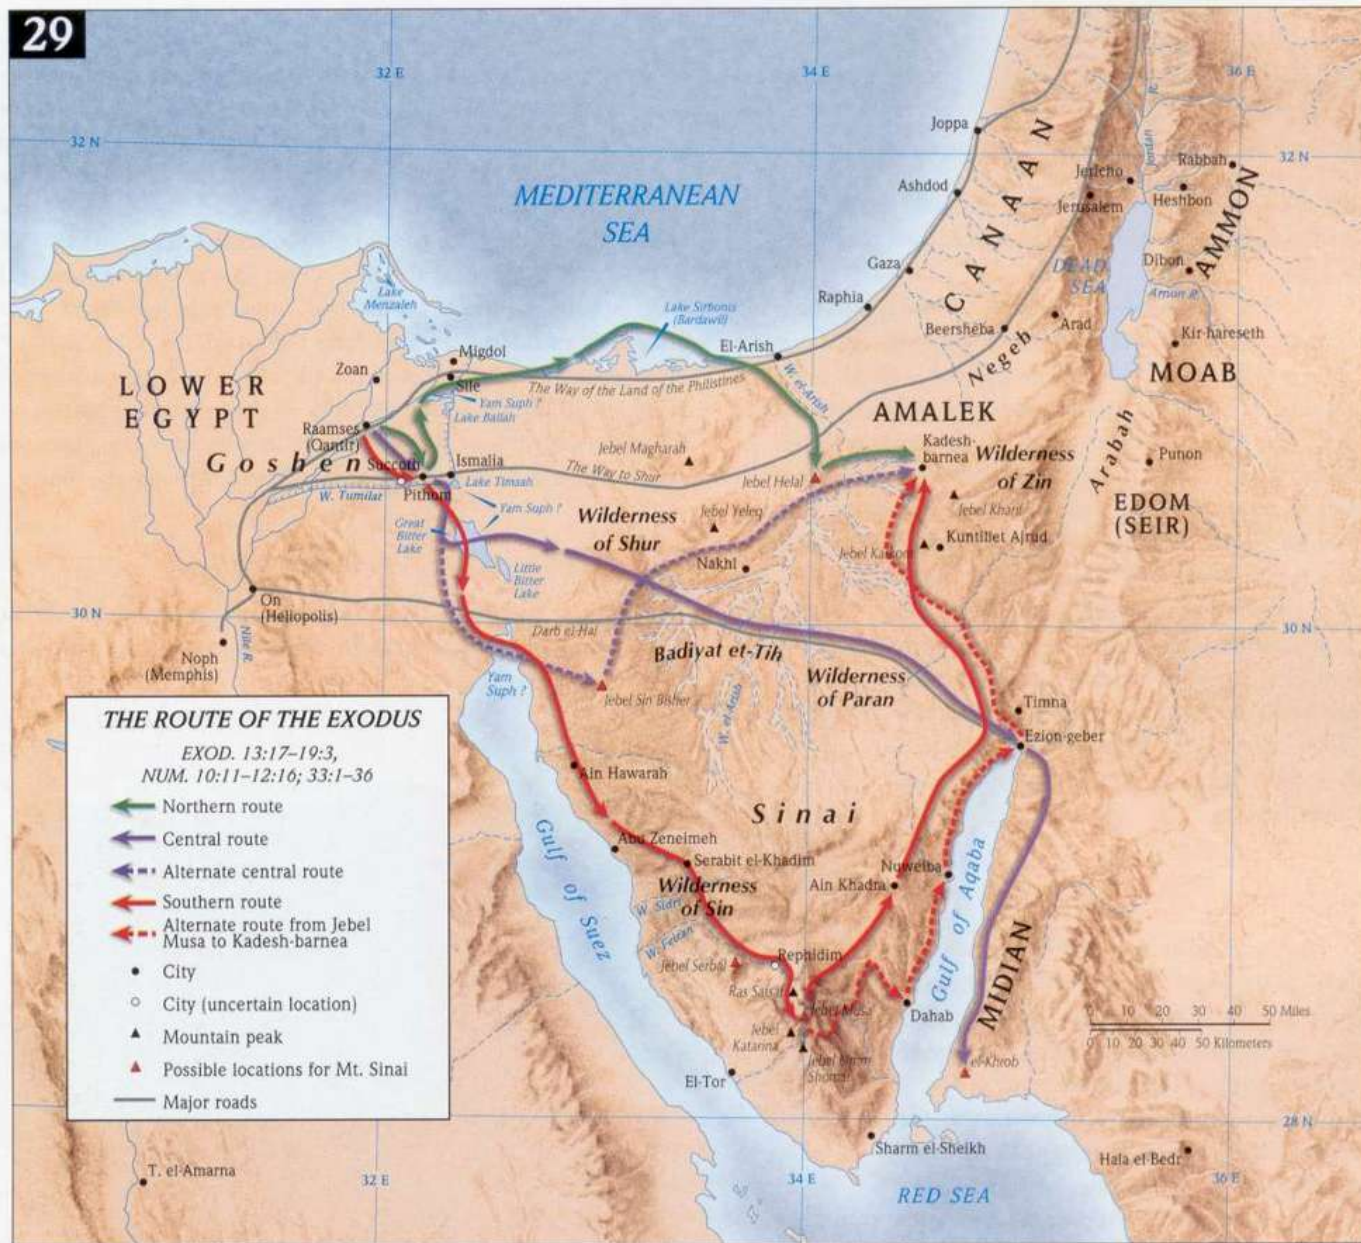 29
32 E
34 E
36 E
32 N
32 N
MEDITERRANEAN
SEA
Joppa
Ashdod
Gaza
Raphia
El-Arish
CANAAN
Jericho
Jerusalem
Jordan R.
Rabbah
Heshbon
AMMON
DEAD
SEA
Dibon
Arnon R.
Kir-hareseth
MOAB
Beersheba
Arad
Negeb
Lake
Menzaleh
Lake Sirbonis
(Bardawill)
Migdol
Zoan
Sile
The Way of the Land of the Philistines
W. el-Arish
LOWER
EGYPT
Yam Suph ?
Lake Ballah
Raamses
(Qantir)
Goshen
Succoth
Ismalia
Lake Timsah
Pithom
W. Tumilat
Jebel Magharah
The Way to Shur
Jebel Helal
AMALEK
Kadesh-
barnea
Wilderness
of Zin
Jebel Kharif
Arabah
Punon
EDOM
(SEIR)
Yam Suph ?
Great
Bitter
Lake
Wilderness
of Shur
Jebel Yeleq
Kuntillet Ajrud
Nakhl
Little
Bitter
Lake
On
(Heliopolis)
30 N
30 N
Darb el-Haj
Noph
(Memphis)
Nile R.
Badiyat et-Tih
Yam
Suph ?
Jebel Sin Bisher
W. el-Arish
Wilderness
of Paran
Timna
Ezion-geber
THE ROUTE OF THE EXODUS
EXOD. 13:17–19:3,
NUM. 10:11–12:16; 33:1–36
Northern route
Central route
Alternate central route
Southern route
Alternate route from Jebel
Musa to Kadesh-barnea
City
City (uncertain location)
Mountain peak
Possible locations for Mt. Sinai
Major roads
Ain Hawarah
Sinai
Abu Zeneimeh
Serabit el-Khadim
Gulf of Suez
Wilderness
of Sin
W. Sidri
W. Feiran
Ain Khadra
Nuweiba
Gulf of Aqaba
Rephidim
Jebel Serbal
Ras Safsaf
Jebel Musa
Dahab
MIDIAN
Jebel
Katarina
El-Tor
el-Khrob
0 10 20 30 40 50 Miles
0 10 20 30 40 50 Kilometers
Sharm el-Sheikh
28 N
Hala el-Bedr
T. el-Amarna
32 E
34 E
36 E
RED SEA